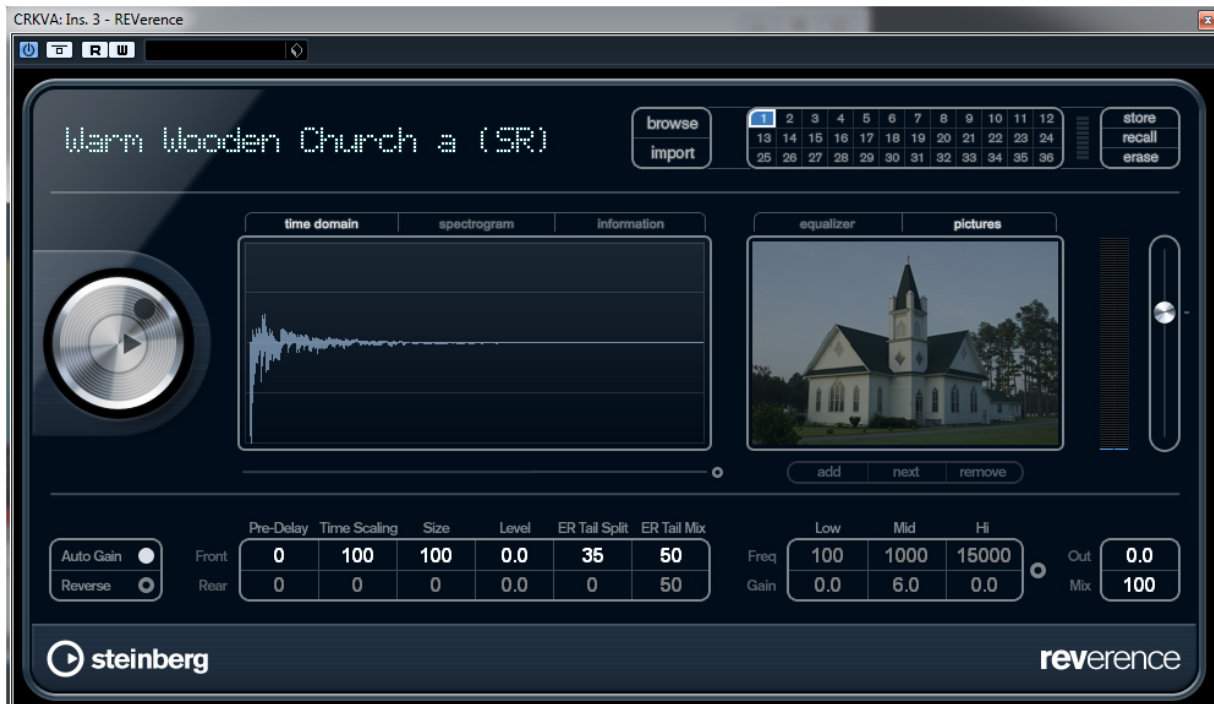 CRKVA: Ins. 3 - REVerence
R W
Warm Wooden Church a (SR)
browse
import
1 2 3 4 5 6 7 8 9 10 11 12
13 14 15 16 17 18 19 20 21 22 23 24
25 26 27 28 29 30 31 32 33 34 35 36
store
recall
erase
time domain spectrogram information
equalizer pictures
add next remove
Pre-Delay Time Scaling Size Level ER Tail Split ER Tail Mix
Low Mid Hi
Auto Gain Front 0 100 100 0.0 35 50 Freq 100 1000 15000 Out 0.0
Reverse Rear 0 0 0 0.0 0 50 Gain 0.0 6.0 0.0 Mix 100
steinberg
reverence